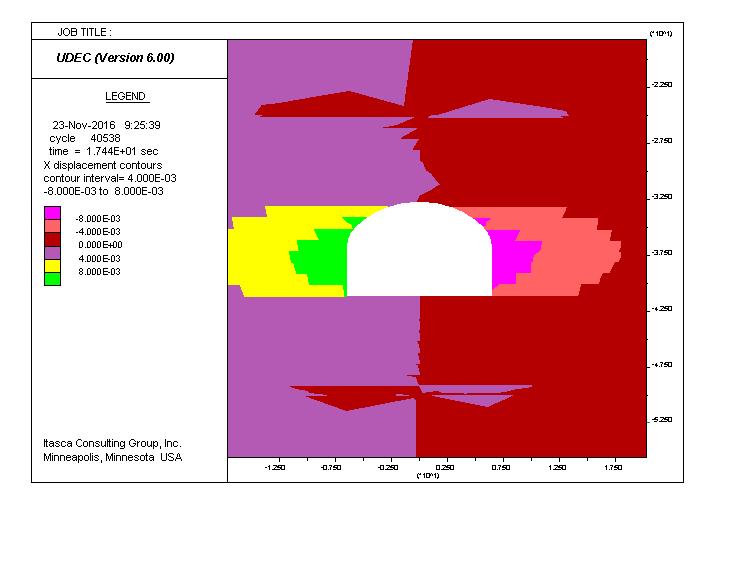 JOB TITLE :
(*10^1)
UDEC (Version 6.00)
LEGEND
23-Nov-2016 9:25:39
cycle 40538
time = 1.744E+01 sec
X displacement contours
contour interval= 4.000E-03
-8.000E-03 to 8.000E-03
-8.000E-03
-4.000E-03
0.000E+00
4.000E-03
8.000E-03
Itasca Consulting Group, Inc.
Minneapolis, Minnesota USA
-2.250
-2.750
-3.250
-3.750
-4.250
-4.750
-5.250
-1.250 -0.750 -0.250 0.250 0.750 1.250 1.750
(*10^1)